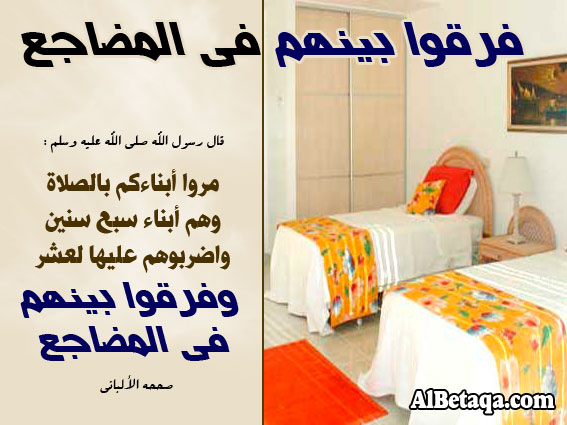 فرقوا بينهم فى المضاجع
قال رسول الله صلى الله عليه وسلم :
مروا أبناءكم بالصلاة
وهم أبناء سبع سنين
واضربوهم عليها لعشر
وفرقوا بينهم
فى المضاجع
صححه الألبانى
AlBetaqa.com